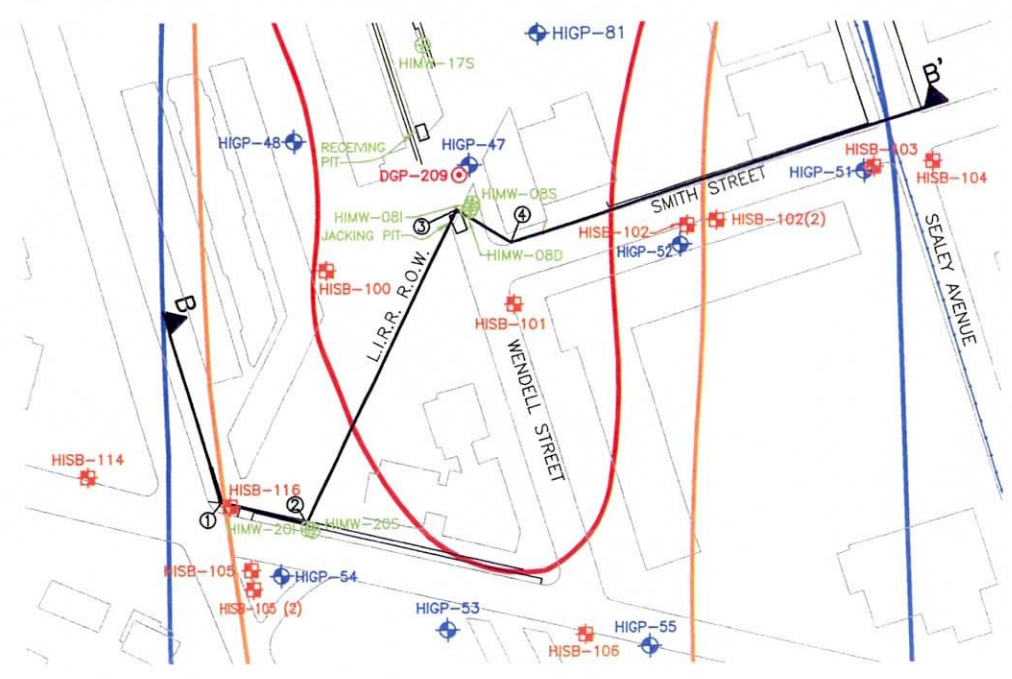 HIGP-81
HIMW-17S
B'
HIGP-48
RECEIVING
PIT
HIGP-47
DGP-209
HISB-103
HIGP-51
HISB-104
HIMW-08S
SMITH STREET
HIMW-08I
3
4
JACKING PIT
HISB-102
HISB-102(2)
HIMW-08D
HIGP-52
SEALEY AVENUE
HISB-100
L.I.R.R. R.O.W.
B
HISB-101
WENDELL STREET
HISB-114
HISB-116
1
2
HIMW-20I
HIMW-20S
HISB-105
HIGP-54
HISB-105 (2)
HIGP-53
HIGP-55
HISB-106